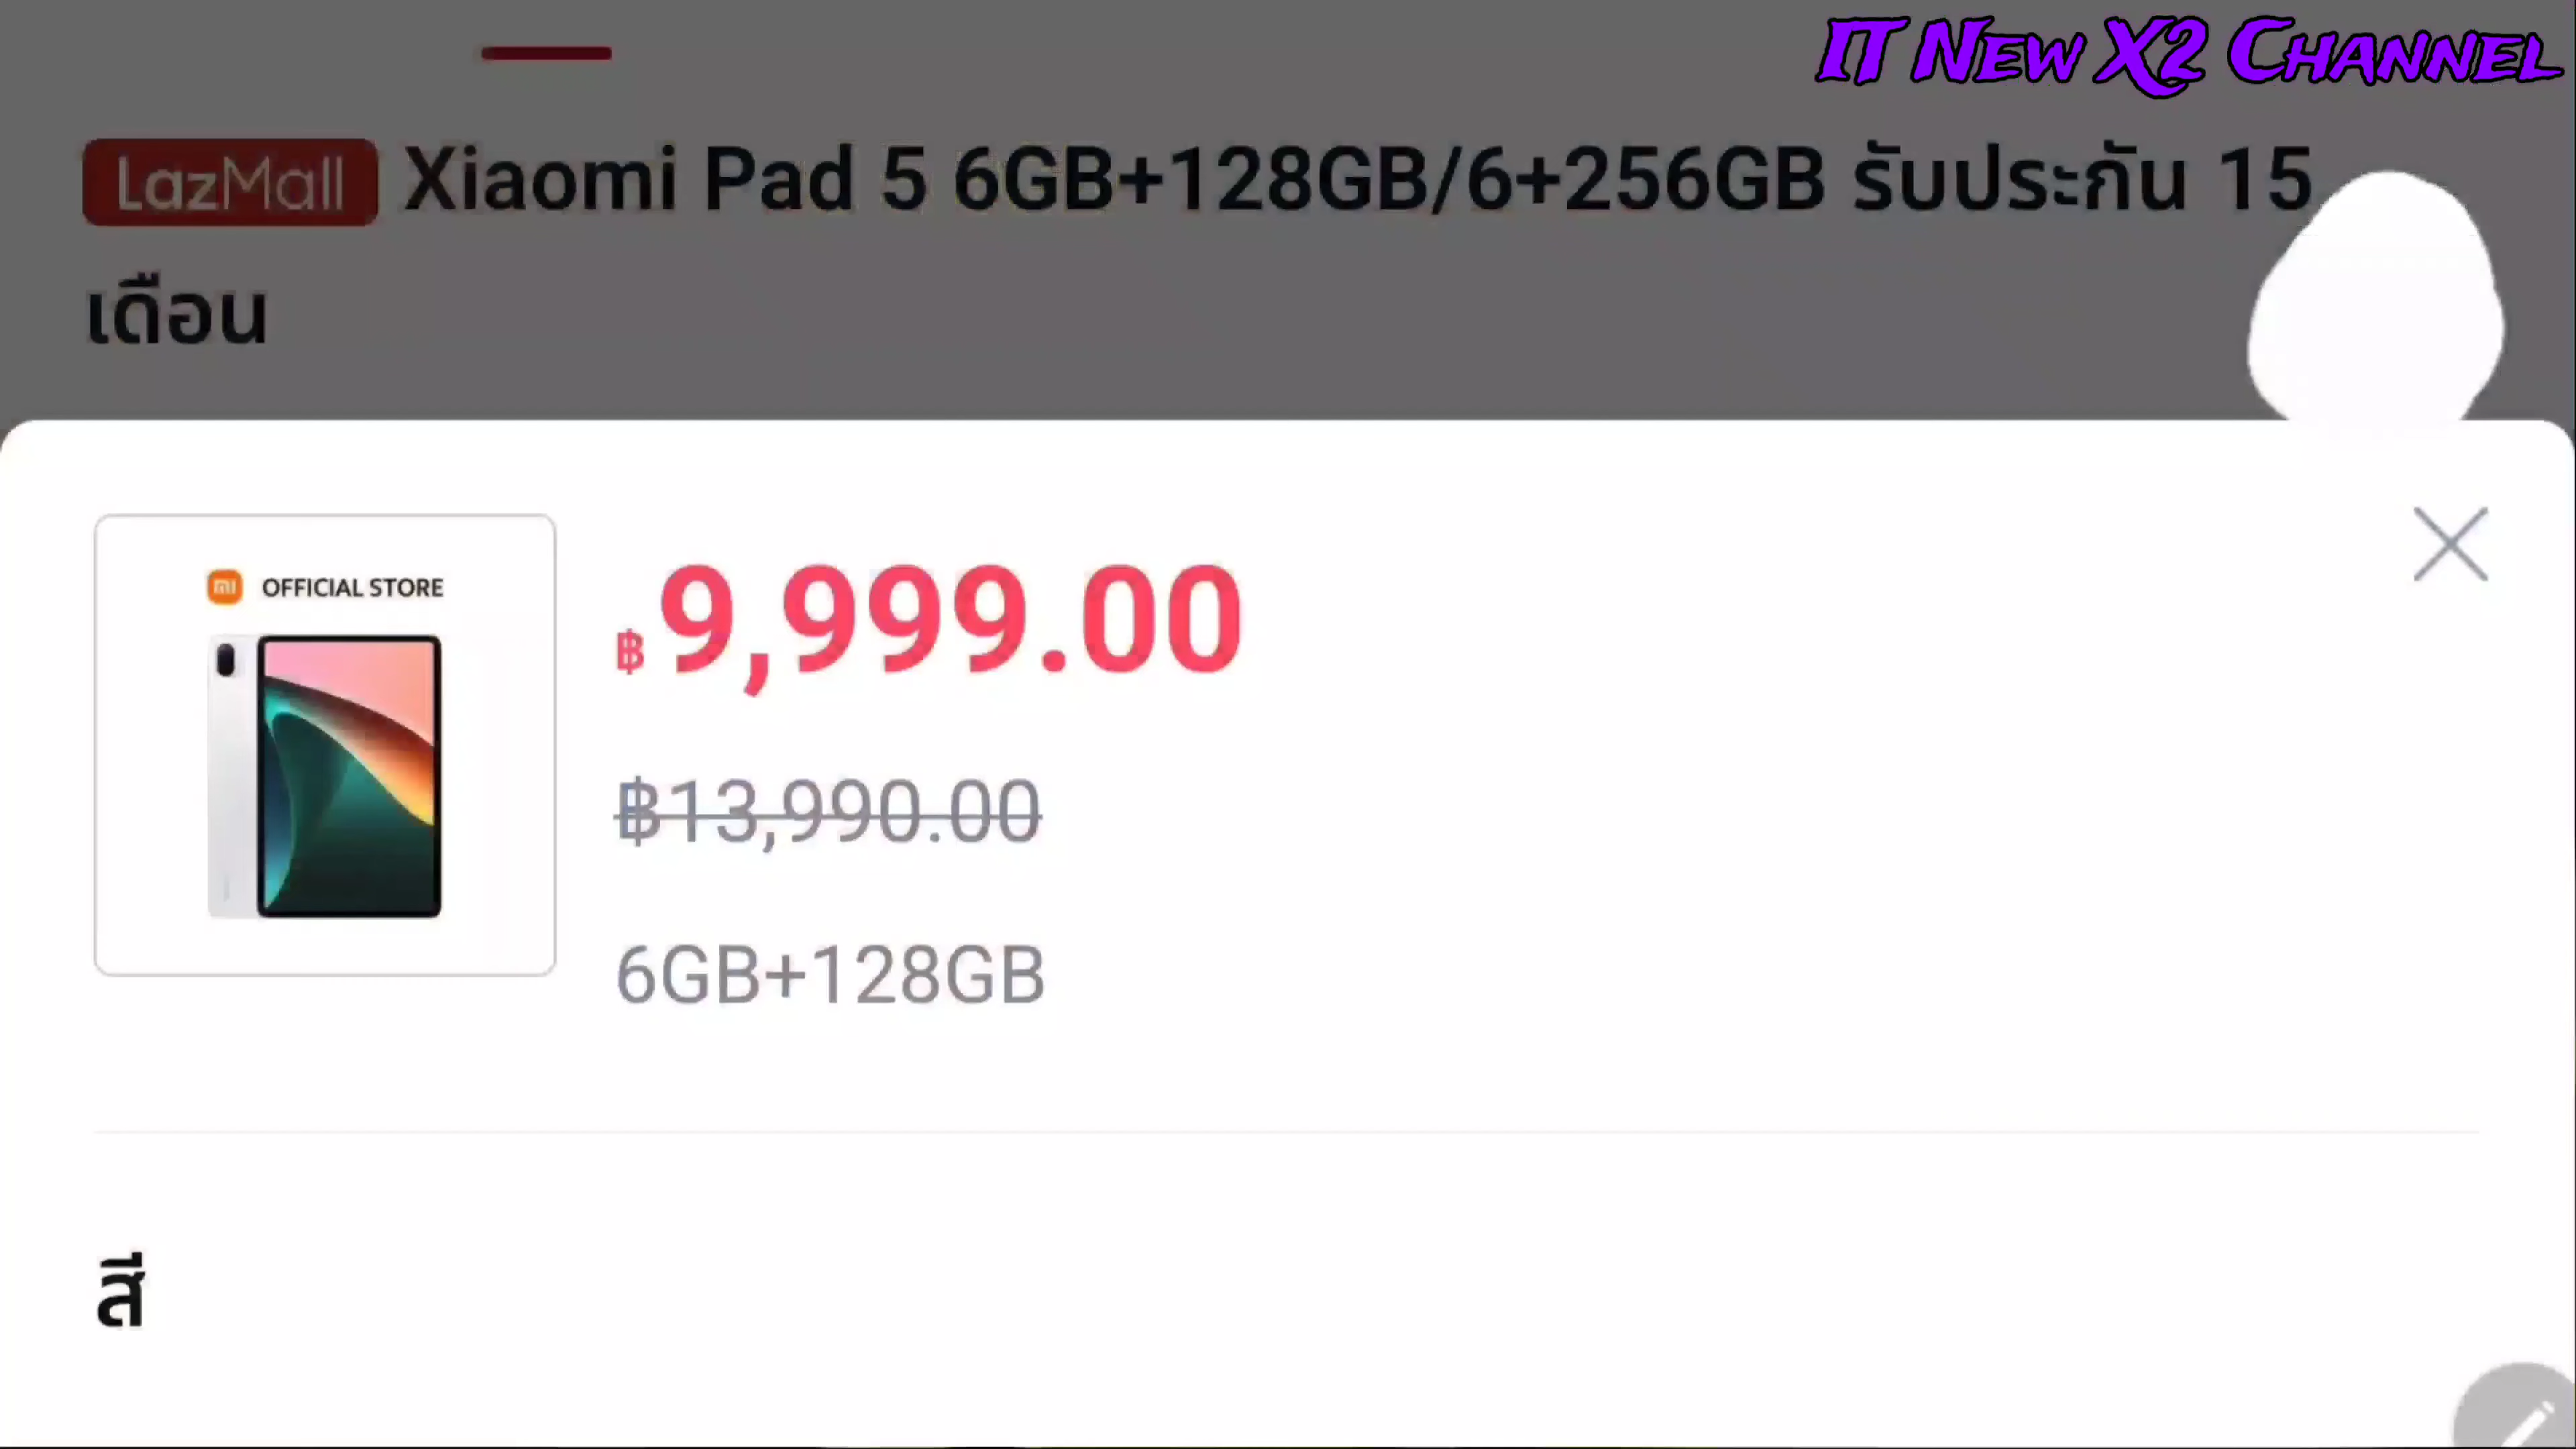 IT New X2 Channel
LazMall Xiaomi Pad 5 6GB+128GB/6+256GB รับประกัน 15
เดือน
mi OFFICIAL STORE
฿9,999.00
฿13,990.00
6GB+128GB
สี